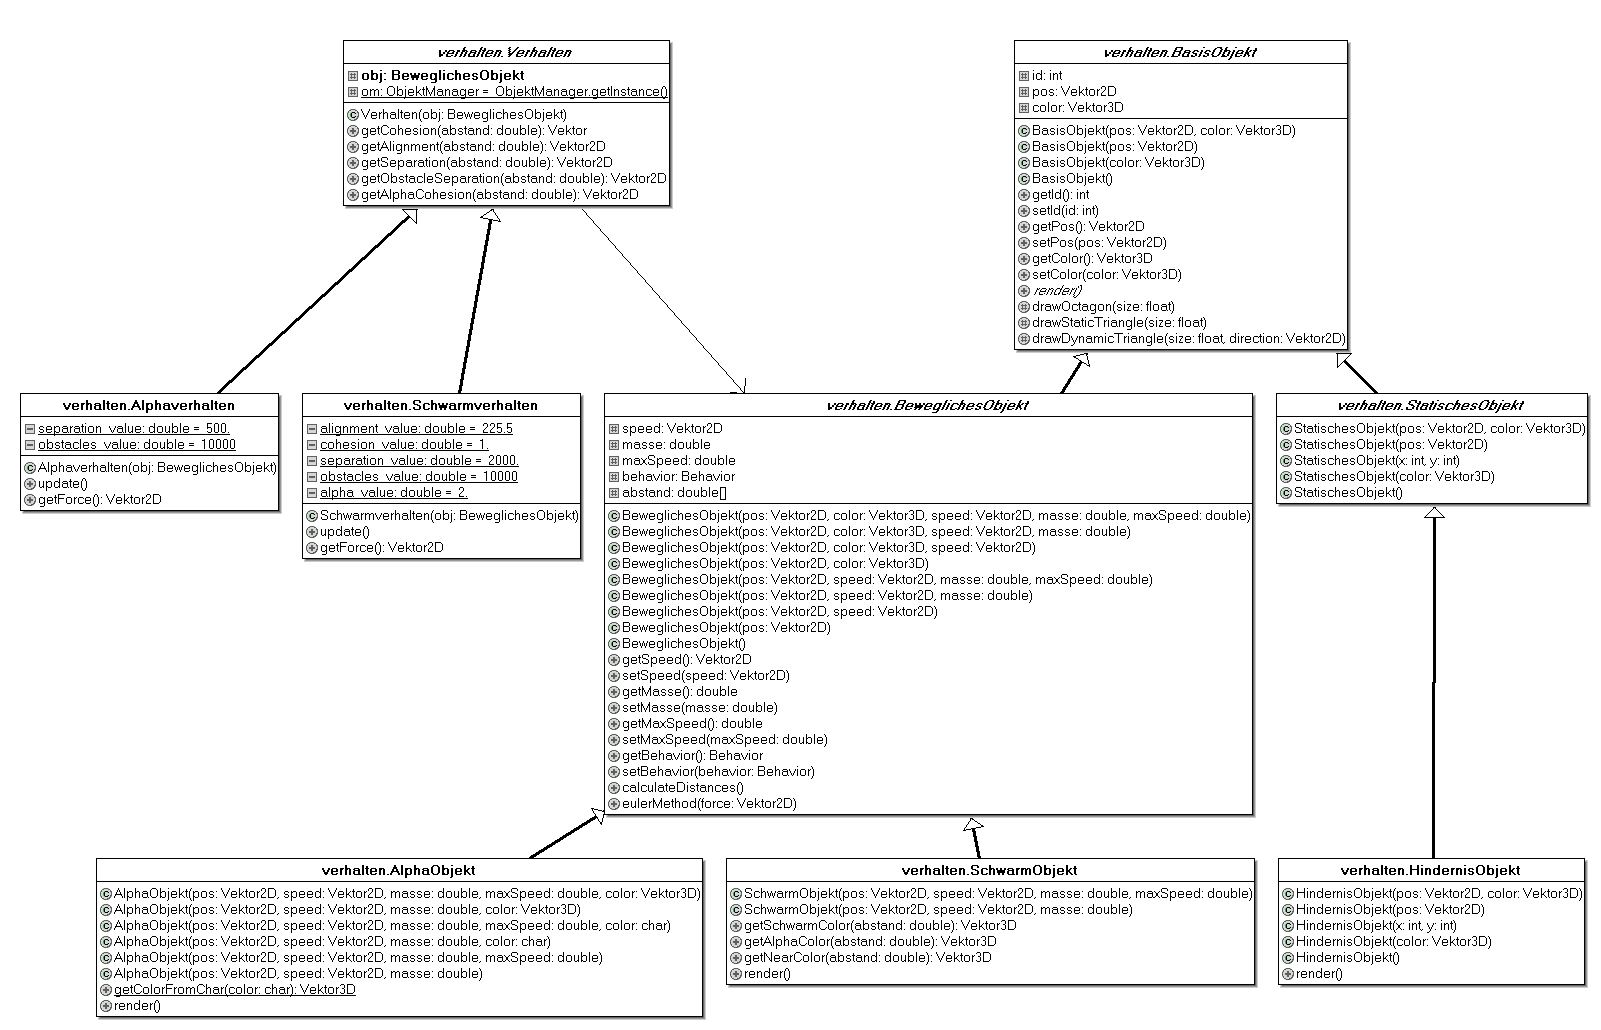 verhalten.Verhalten
obj: BeweglichesObjekt
om: ObjektManager = ObjektManager.getInstance()
Verhalten(obj: BeweglichesObjekt)
getCohesion(abstand: double): Vektor
getAlignment(abstand: double): Vektor2D
getSeparation(abstand: double): Vektor2D
getObstacleSeparation(abstand: double): Vektor2D
getAlphaCohesion(abstand: double): Vektor2D
verhalten.BasisObjekt
id: int
pos: Vektor2D
color: Vektor3D
BasisObjekt(pos: Vektor2D, color: Vektor3D)
BasisObjekt(pos: Vektor2D)
BasisObjekt(color: Vektor3D)
BasisObjekt()
getId(): int
setId(id: int)
getPos(): Vektor2D
setPos(pos: Vektor2D)
getColor(): Vektor3D
setColor(color: Vektor3D)
render()
drawOctagon(size: float)
drawStaticTriangle(size: float)
drawDynamicTriangle(size: float, direction: Vektor2D)
verhalten.Alphaverhalten
separation_value: double = 500.
obstacles_value: double = 10000
Alphaverhalten(obj: BeweglichesObjekt)
update()
getForce(): Vektor2D
verhalten.Schwarmverhalten
alignment_value: double = 225.5
cohesion_value: double = 1.
separation_value: double = 2000.
obstacles_value: double = 10000
alpha_value: double = 2.
Schwarmverhalten(obj: BeweglichesObjekt)
update()
getForce(): Vektor2D
verhalten.BeweglichesObjekt
speed: Vektor2D
masse: double
maxSpeed: double
behavior: Behavior
abstand: double[]
BeweglichesObjekt(pos: Vektor2D, color: Vektor3D, speed: Vektor2D, masse: double, maxSpeed: double)
BeweglichesObjekt(pos: Vektor2D, color: Vektor3D, speed: Vektor2D, masse: double)
BeweglichesObjekt(pos: Vektor2D, color: Vektor3D, speed: Vektor2D)
BeweglichesObjekt(pos: Vektor2D, color: Vektor3D)
BeweglichesObjekt(pos: Vektor2D, speed: Vektor2D, masse: double, maxSpeed: double)
BeweglichesObjekt(pos: Vektor2D, speed: Vektor2D, masse: double)
BeweglichesObjekt(pos: Vektor2D, speed: Vektor2D)
BeweglichesObjekt(pos: Vektor2D)
BeweglichesObjekt()
getSpeed(): Vektor2D
setSpeed(speed: Vektor2D)
getMasse(): double
setMasse(masse: double)
getMaxSpeed(): double
setMaxSpeed(maxSpeed: double)
getBehavior(): Behavior
setBehavior(behavior: Behavior)
calculateDistances()
eulerMethod(force: Vektor2D)
verhalten.StatischesObjekt
StatischesObjekt(pos: Vektor2D, color: Vektor3D)
StatischesObjekt(pos: Vektor2D)
StatischesObjekt(x: int, y: int)
StatischesObjekt(color: Vektor3D)
StatischesObjekt()
verhalten.AlphaObjekt
AlphaObjekt(pos: Vektor2D, speed: Vektor2D, masse: double, maxSpeed: double, color: Vektor3D)
AlphaObjekt(pos: Vektor2D, speed: Vektor2D, masse: double, color: Vektor3D)
AlphaObjekt(pos: Vektor2D, speed: Vektor2D, masse: double, maxSpeed: double, color: char)
AlphaObjekt(pos: Vektor2D, speed: Vektor2D, masse: double, color: char)
AlphaObjekt(pos: Vektor2D, speed: Vektor2D, masse: double, maxSpeed: double)
AlphaObjekt(pos: Vektor2D, speed: Vektor2D, masse: double)
getColorFromChar(color: char): Vektor3D
render()
verhalten.SchwarmObjekt
SchwarmObjekt(pos: Vektor2D, speed: Vektor2D, masse: double, maxSpeed: double)
SchwarmObjekt(pos: Vektor2D, speed: Vektor2D, masse: double)
getSchwarmColor(abstand: double): Vektor3D
getAlphaColor(abstand: double): Vektor3D
getNearColor(abstand: double): Vektor3D
render()
verhalten.HindernisObjekt
HindernisObjekt(pos: Vektor2D, color: Vektor3D)
HindernisObjekt(pos: Vektor2D)
HindernisObjekt(x: int, y: int)
HindernisObjekt(color: Vektor3D)
HindernisObjekt()
render()